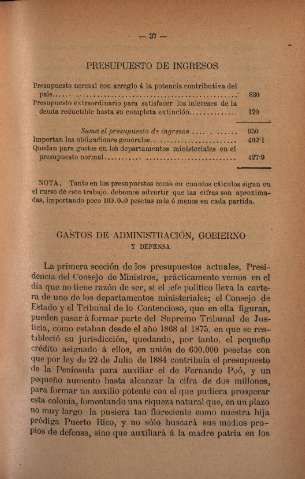 — 37 —
PRESUPUESTO DE INGRESOS
Presupuesto normal con arreglo á la potencia contributiva del
país 830
Presupuesto extraordinario para satisfacer los intereses de la
deuda reductible hasta su completa extinción 120
Suma el presupuesto de ingresos 950
Importan las obligaciones generales
Quedan para gastos en los departamentos ministeriales en el
presupuesto normal
NOTA. Tanto en los presupuestos como en cuantos cálculos sigan en
el curso de este trabajo, debemos advertir que las cifras son aproxima-
das, importando poco 100.000 pesetas más ó menos en cada partida.
GASTOS DE ADMINISTRACIÓN, GOBIERNO
Y DEFENSA
La primera sección de los presupuestos actuales, Presi-
dencia del Consejo de Ministros, prácticamente vemos en el
día que no tiene razón de ser, si el jefe político lleva la carte-
ra de uno de los departamentos ministeriales; el Consejo de
Estado y el Tribunal de lo Contencioso, que en ella figuran,
pueden pasar á formar parte del Supremo Tribunal de Jus-
ticia, como estaban desde el año 1868 al 1875, en que se res-
tableció su jurisdicción, quedando, por tanto, el pequeño
crédito asignado á ellos, en unión de 600.000 pesetas con
que por ley de 22 de Julio de 1884 contribuía el presupuesto
de la Península para auxiliar el de Fernando Poó, y un
pequeño aumento hasta alcanzar la cifra de dos millones,
para formar un auxilio potente con el que pudiera prosperar
esta colonia, fomentando una riqueza natural que, en un plazo
no muy largo la pusiera tan floreciente como nuestra hija
pródiga Puerto Rico, y no sólo buscará sus medios pro-
pios de defensa, sino que auxiliará á la madre patria en los